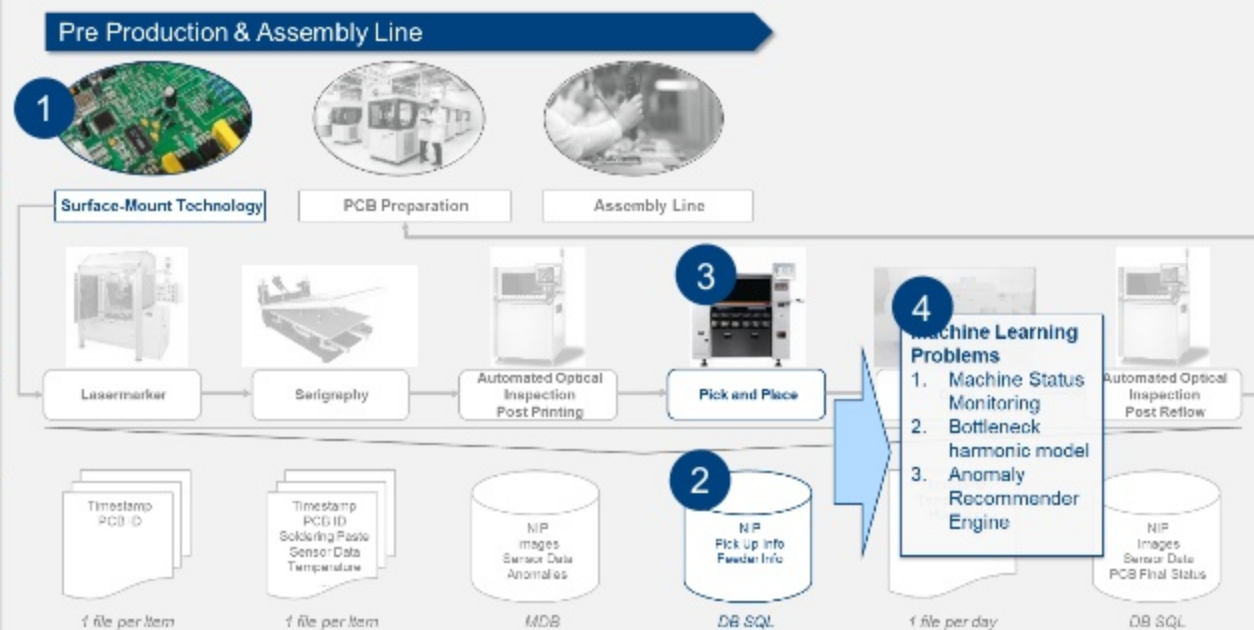 Pre Production & Assembly Line
1
Surface-Mount Technology
PCB Preparation
Assembly Line
3
4
Lasermarker
Serigraphy
Automated Optical
Inspection
Post Printing
Pick and Place
Machine Learning
Problems
1. Machine Status
Monitoring
2. Bottleneck
harmonic model
3. Anomaly
Recommender
Engine
Automated Optical
Inspection
Post Reflow
2
Timestamp
PCB ID
Timestamp
PCB ID
Soldering Paste
Sensor Data
Temperature
NIP
Images
Sensor Data
Anomalies
NIP
Pick Up Info
Feeder Info
NIP
Images
Sensor Data
PCB Final Status
1 file per Item
1 file per Item
MDB
DB SQL
1 file per day
DB SQL